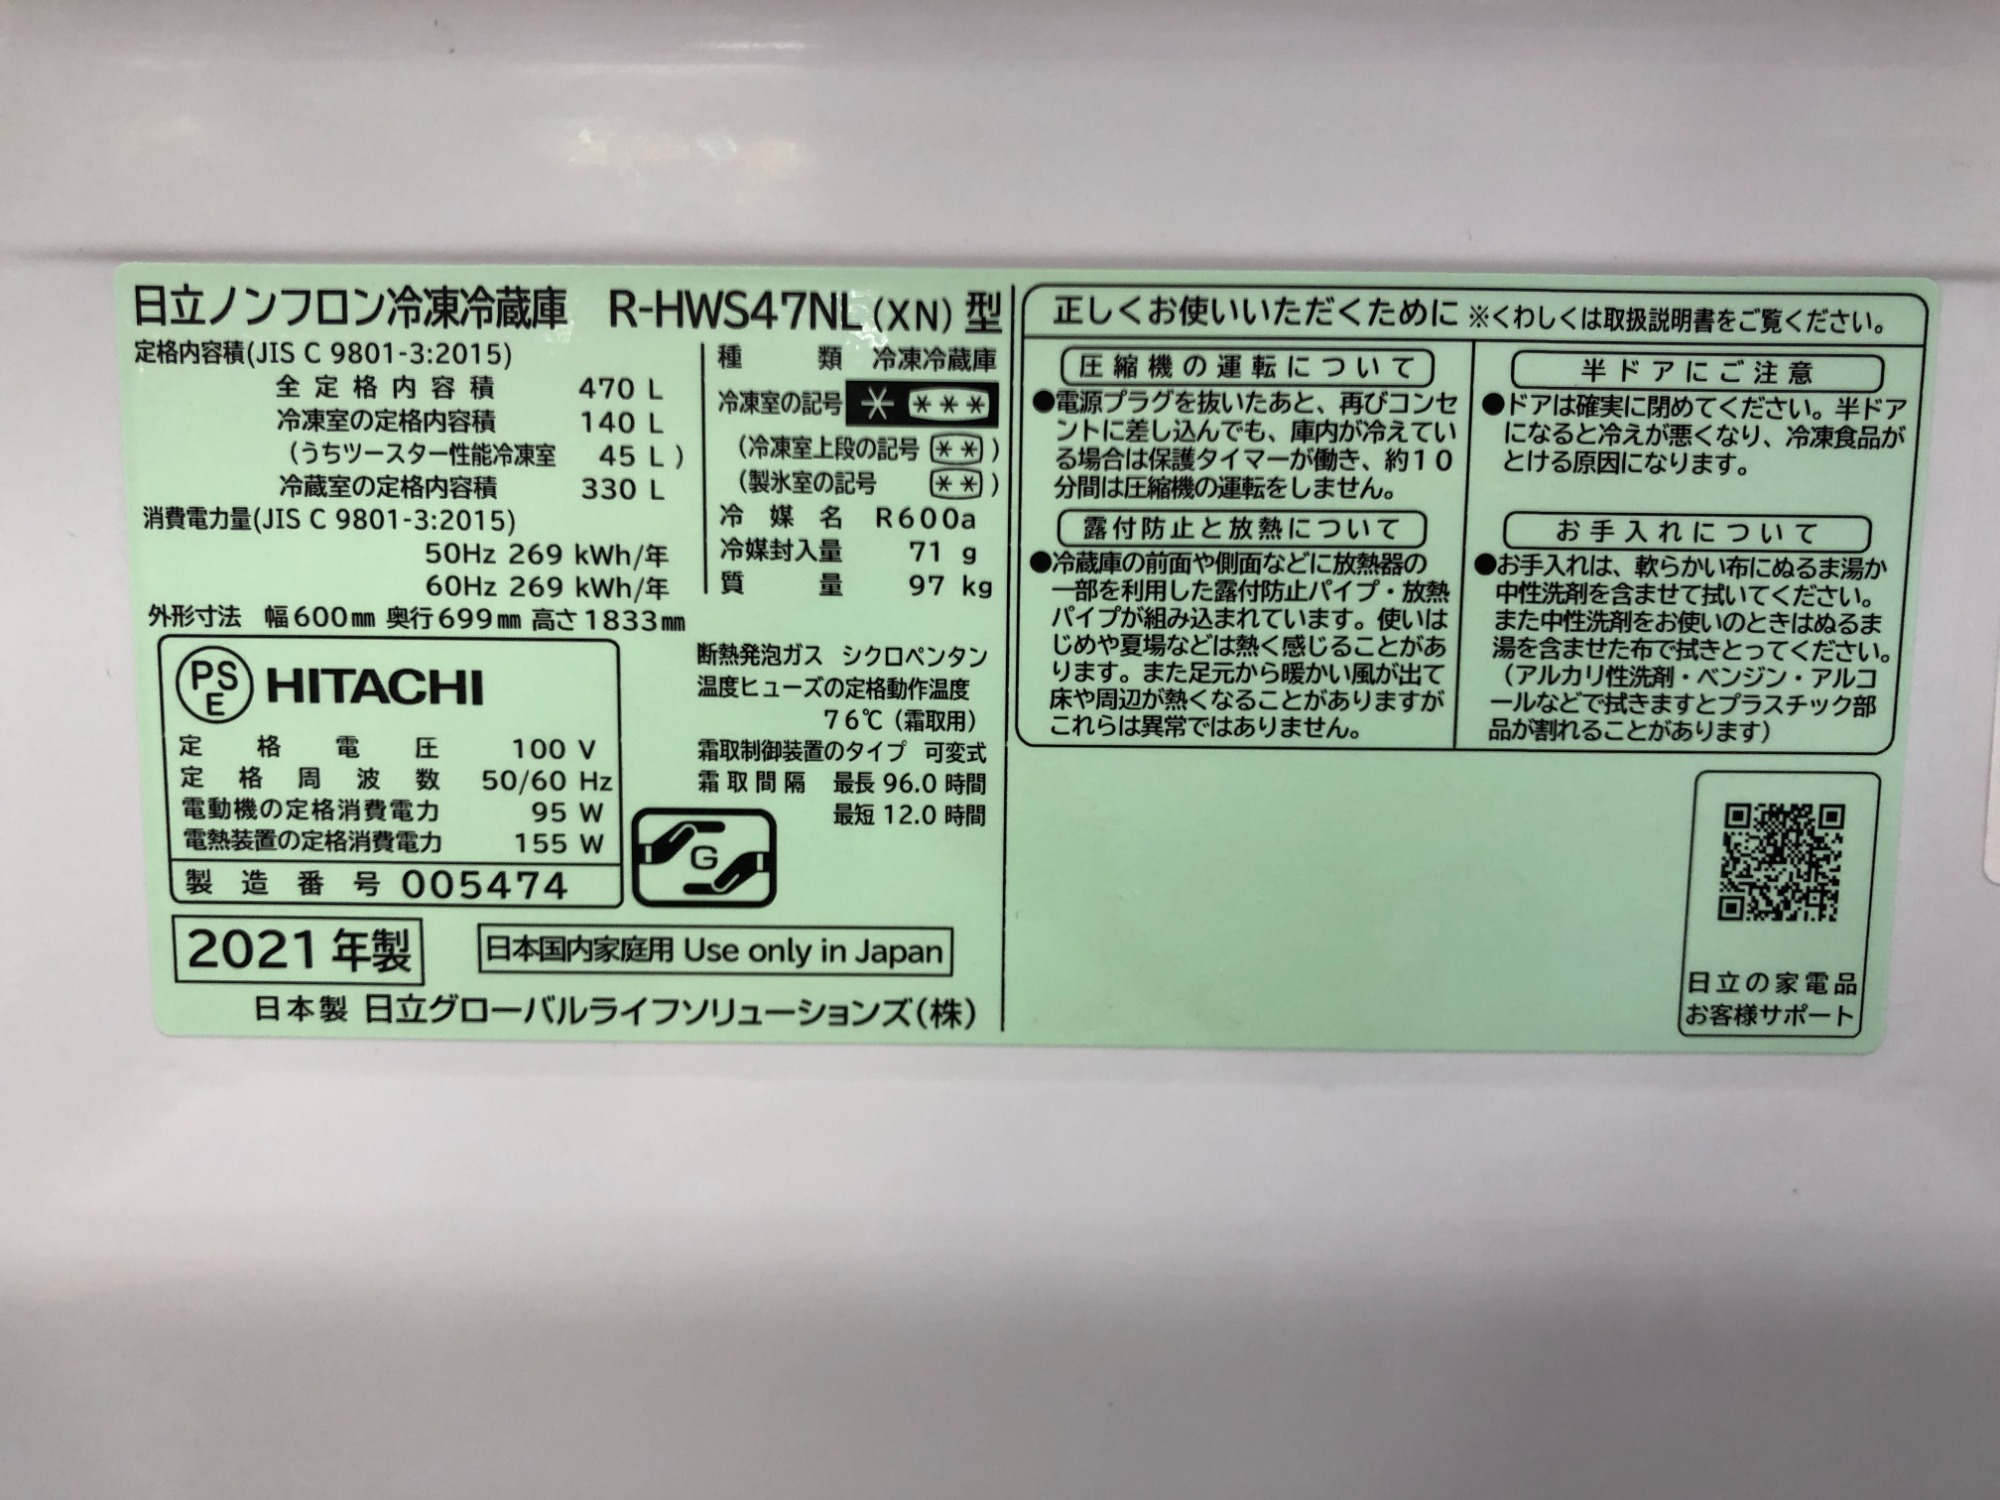 日立ノンフロン冷凍冷蔵庫 R-HWS47NL(XN)型
定格内容積(JIS C 9801-3:2015)
全定格内容積 470 L
冷凍室の定格内容積 140 L
(うちツースター性能冷凍室 45 L)
冷蔵室の定格内容積 330 L
消費電力量(JIS C 9801-3:2015)
50Hz 269 kWh/年
60Hz 269 kWh/年
外形寸法 幅600㎜ 奥行699㎜ 高さ1833㎜
種類 冷凍冷蔵庫
冷凍室の記号 * ***
(冷凍室上段の記号 **)
(製氷室の記号 **)
冷媒名 R600a
冷媒封入量 71 g
質量 97 kg
PSE HITACHI
定格電圧 100 V
定格周波数 50/60 Hz
電動機の定格消費電力 95 W
電熱装置の定格消費電力 155 W
製造番号 005474
断熱発泡ガス シクロペンタン
温度ヒューズの定格動作温度
76℃(霜取用)
霜取制御装置のタイプ 可変式
霜取間隔 最長 96.0 時間
最短 12.0 時間
G
2021年製
日本国内家庭用 Use only in Japan
日本製 日立グローバルライフソリューションズ(株)
正しくお使いいただくために ※くわしくは取扱説明書をご覧ください。
圧縮機の運転について
●電源プラグを抜いたあと、再びコンセ
ントに差し込んでも、庫内が冷えてい
る場合は保護タイマーが働き、約10
分間は圧縮機の運転をしません。
露付防止と放熱について
●冷蔵庫の前面や側面などに放熱器の
一部を利用した露付防止パイプ・放熱
パイプが組み込まれています。使いは
じめや夏場などは熱く感じることがあ
ります。また足元から暖かい風が出て
床や周辺が熱くなることがありますが
これらは異常ではありません。
半ドアにご注意
●ドアは確実に閉めてください。半ドア
になると冷えが悪くなり、冷凍食品が
とける原因になります。
お手入れについて
●お手入れは、軟らかい布にぬるま湯か
中性洗剤を含ませて拭いてください。
また中性洗剤をお使いのときはぬるま
湯を含ませた布で拭きとってください。
(アルカリ性洗剤・ベンジン・アルコ
ールなどで拭きますとプラスチック部
品が割れることがあります)
日立の家電品
お客様サポート